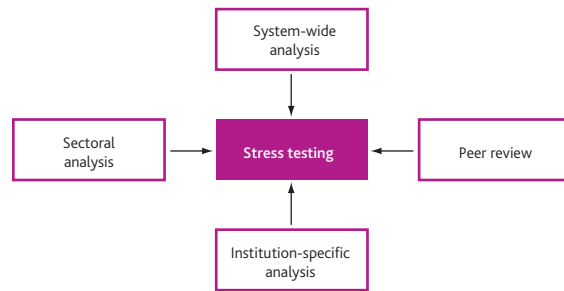 System-wide
analysis
Sectoral
analysis
Stress testing
Peer review
Institution-specific
analysis